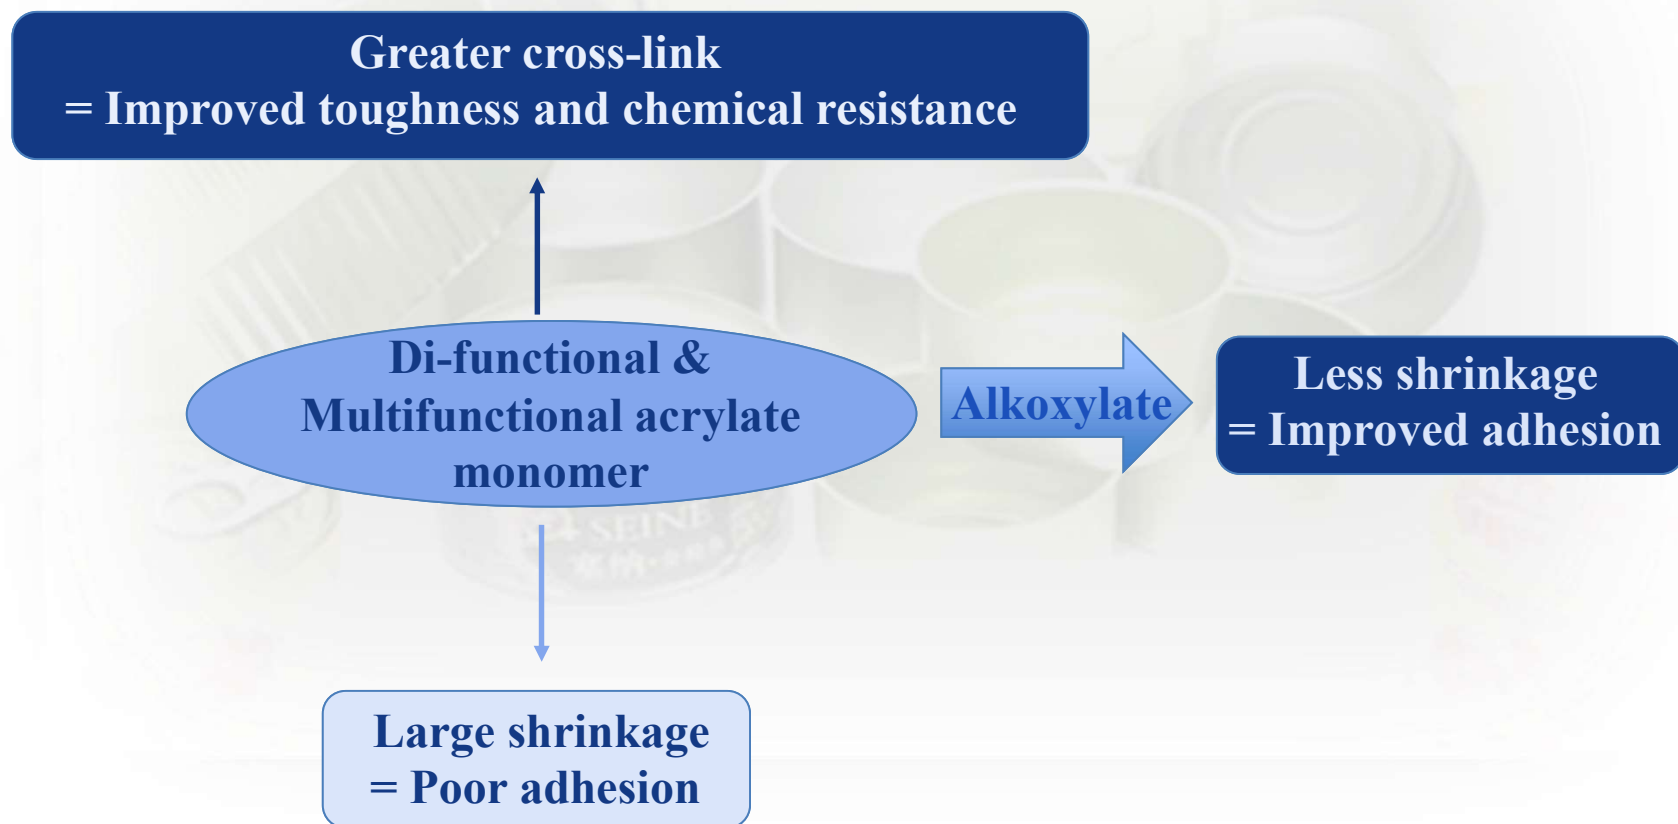 Greater cross-link
= Improved toughness and chemical resistance
Di-functional &
Multifunctional acrylate
monomer
Alkoxylate
Less shrinkage
= Improved adhesion
SEINE
Large shrinkage
= Poor adhesion